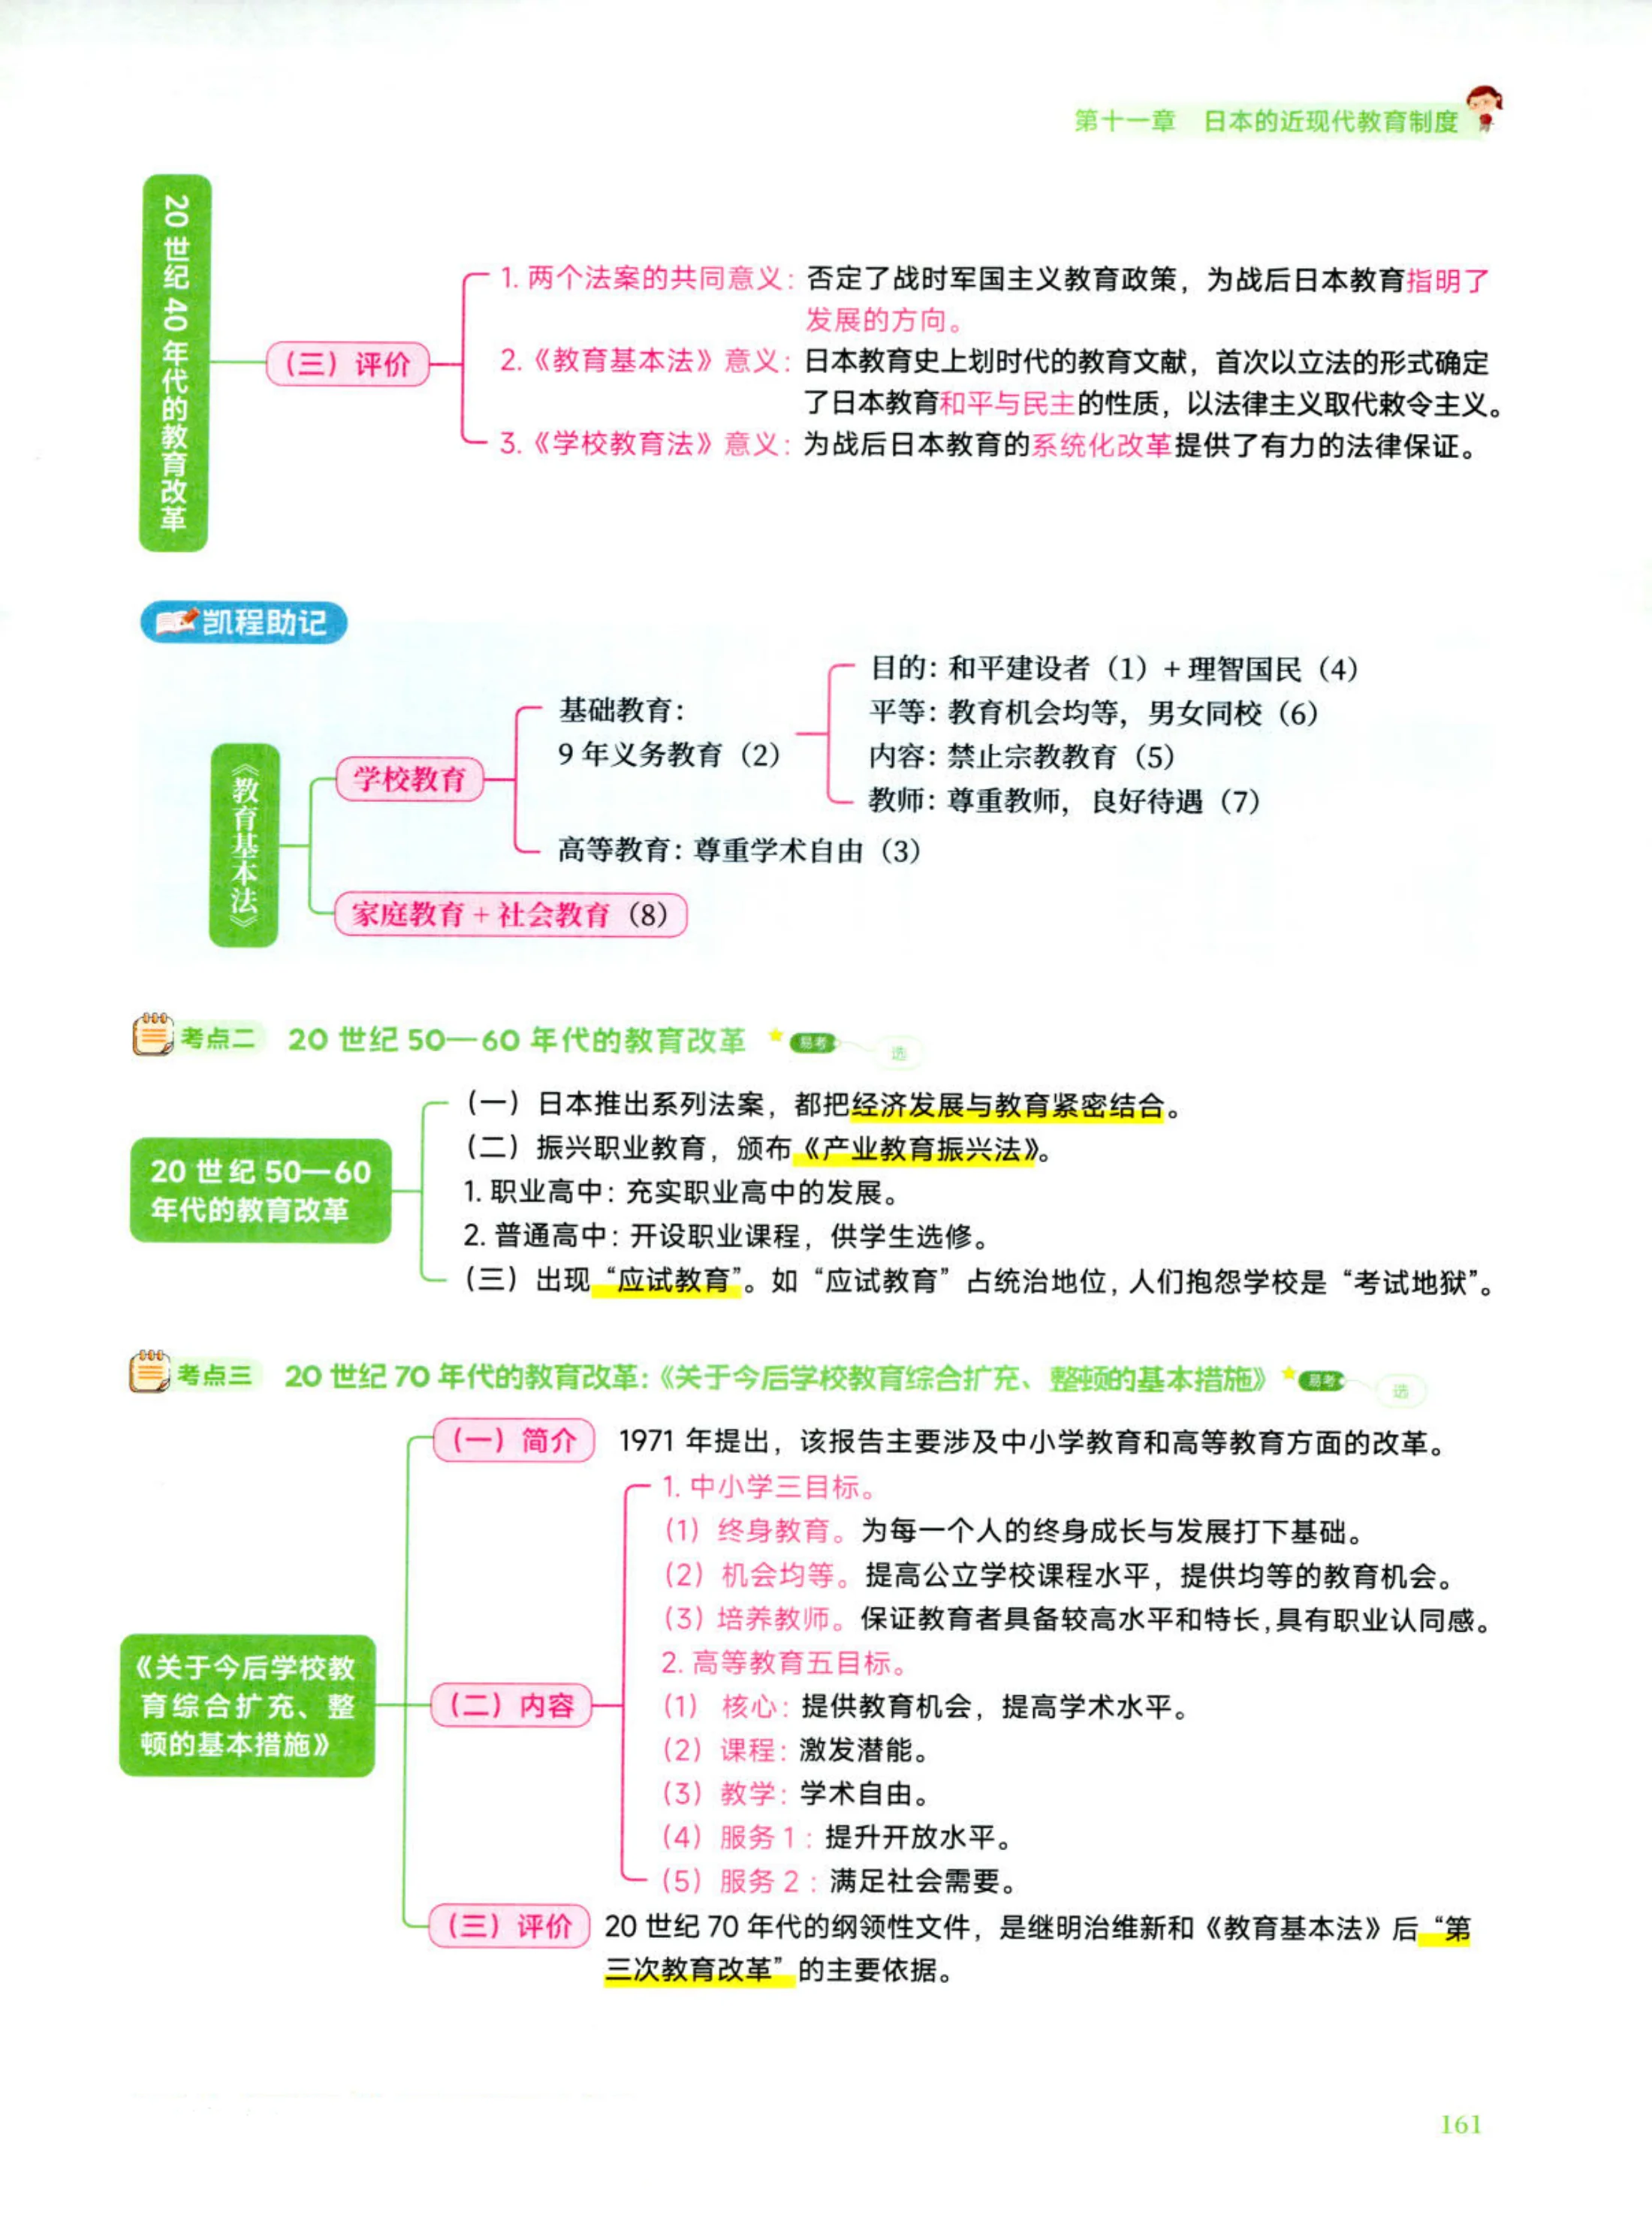 第十一章 日本的近现代教育制度
20世纪40年代的教育改革
(三)评价
1.两个法案的共同意义:否定了战时军国主义教育政策,为战后日本教育指明了
发展的方向。
2.《教育基本法》意义:日本教育史上划时代的教育文献,首次以立法的形式确定
了日本教育和平与民主的性质,以法律主义取代敕令主义。
3.《学校教育法》意义:为战后日本教育的系统化改革提供了有力的法律保证。
凯程助记
《教育基本法》
学校教育
基础教育:
9年义务教育(2)
目的:和平建设者(1)+理智国民(4)
平等:教育机会均等,男女同校(6)
内容:禁止宗教教育(5)
教师:尊重教师,良好待遇(7)
高等教育:尊重学术自由(3)
家庭教育+社会教育(8)
考点二 20世纪50—60年代的教育改革 易考 选
20世纪50—60
年代的教育改革
(一)日本推出系列法案,都把经济发展与教育紧密结合。
(二)振兴职业教育,颁布《产业教育振兴法》。
1.职业高中:充实职业高中的发展。
2.普通高中:开设职业课程,供学生选修。
(三)出现“应试教育”。如“应试教育”占统治地位,人们抱怨学校是“考试地狱”。
考点三 20世纪70年代的教育改革:《关于今后学校教育综合扩充、整顿的基本措施》 易考 选
《关于今后学校教
育综合扩充、整
顿的基本措施》
(一)简介 1971年提出,该报告主要涉及中小学教育和高等教育方面的改革。
(二)内容
1.中小学三目标。
(1)终身教育。为每一个人的终身成长与发展打下基础。
(2)机会均等。提高公立学校课程水平,提供均等的教育机会。
(3)培养教师。保证教育者具备较高水平和特长,具有职业认同感。
2.高等教育五目标。
(1)核心:提供教育机会,提高学术水平。
(2)课程:激发潜能。
(3)教学:学术自由。
(4)服务1:提升开放水平。
(5)服务2:满足社会需要。
(三)评价 20世纪70年代的纲领性文件,是继明治维新和《教育基本法》后“第
三次教育改革”的主要依据。
161